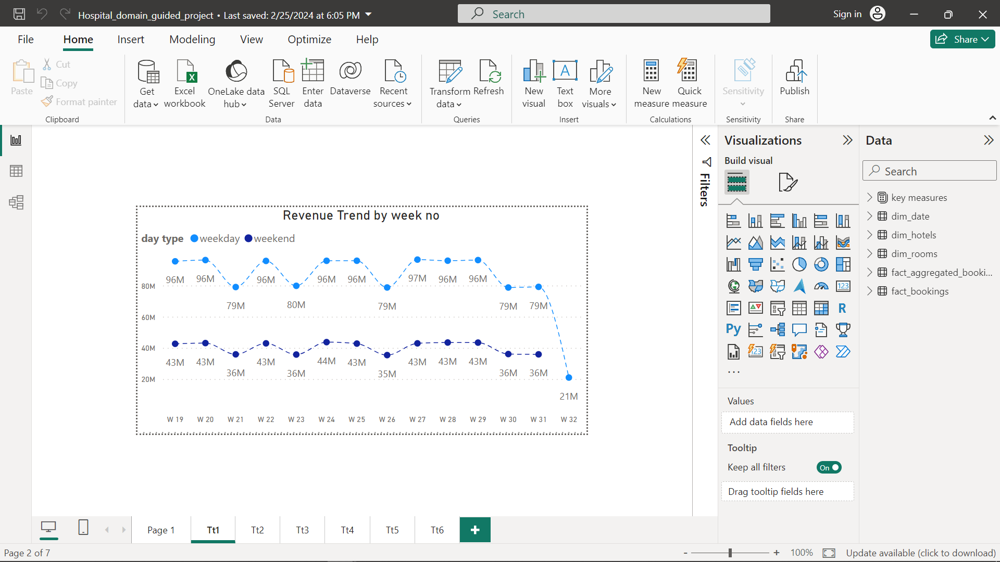 Hospital_domain_guided_project • Last saved: 2/25/2024 at 6:05 PM
Search
Sign in
File Home Insert Modeling View Optimize Help
Share
Paste
Cut
Copy
Format painter
Clipboard
Get data
Excel workbook
OneLake data hub
SQL Server
Enter data
Dataverse
Recent sources
Data
Transform data
Refresh
Queries
New visual
Text box
More visuals
Insert
New measure
Quick measure
Calculations
Sensitivity
Sensitivity
Publish
Share
Revenue Trend by week no
day type weekday weekend
96M 96M 96M 96M 96M 97M 96M 96M
80M
79M 80M 79M 79M 79M
60M
40M
43M 43M 43M 44M 43M 43M 43M 43M
36M 36M 35M 36M 36M
20M
21M
W 19 W 20 W 21 W 22 W 23 W 24 W 25 W 26 W 27 W 28 W 29 W 30 W 31 W 32
Filters
Visualizations
Build visual
123
R
Py
123
...
Values
Add data fields here
Tooltip
Keep all filters On
Drag tooltip fields here
Data
Search
key measures
dim_date
dim_hotels
dim_rooms
fact_aggregated_booki...
fact_bookings
Page 1 Tt1 Tt2 Tt3 Tt4 Tt5 Tt6 +
Page 2 of 7
- + 100% Update available (click to download)